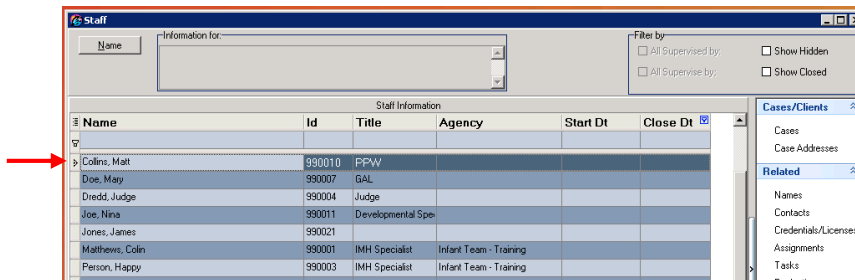 Staff
Name
Information for:
Filter by
All Supervised by:
Show Hidden
All Supervise by:
Show Closed
Staff Information
Name Id Title Agency Start Dt Close Dt
Collins, Matt 990010 PPW
Doe, Mary 990007 GAL
Dredd, Judge 990004 Judge
Joe, Nina 990011 Developmental Spe
Jones, James 990021
Matthews, Colin 990001 IMH Specialist Infant Team - Training
Person, Happy 990003 IMH Specialist Infant Team - Training
Cases/Clients
Cases
Case Addresses
Related
Names
Contacts
Credentials/Licenses
Assignments
Tasks